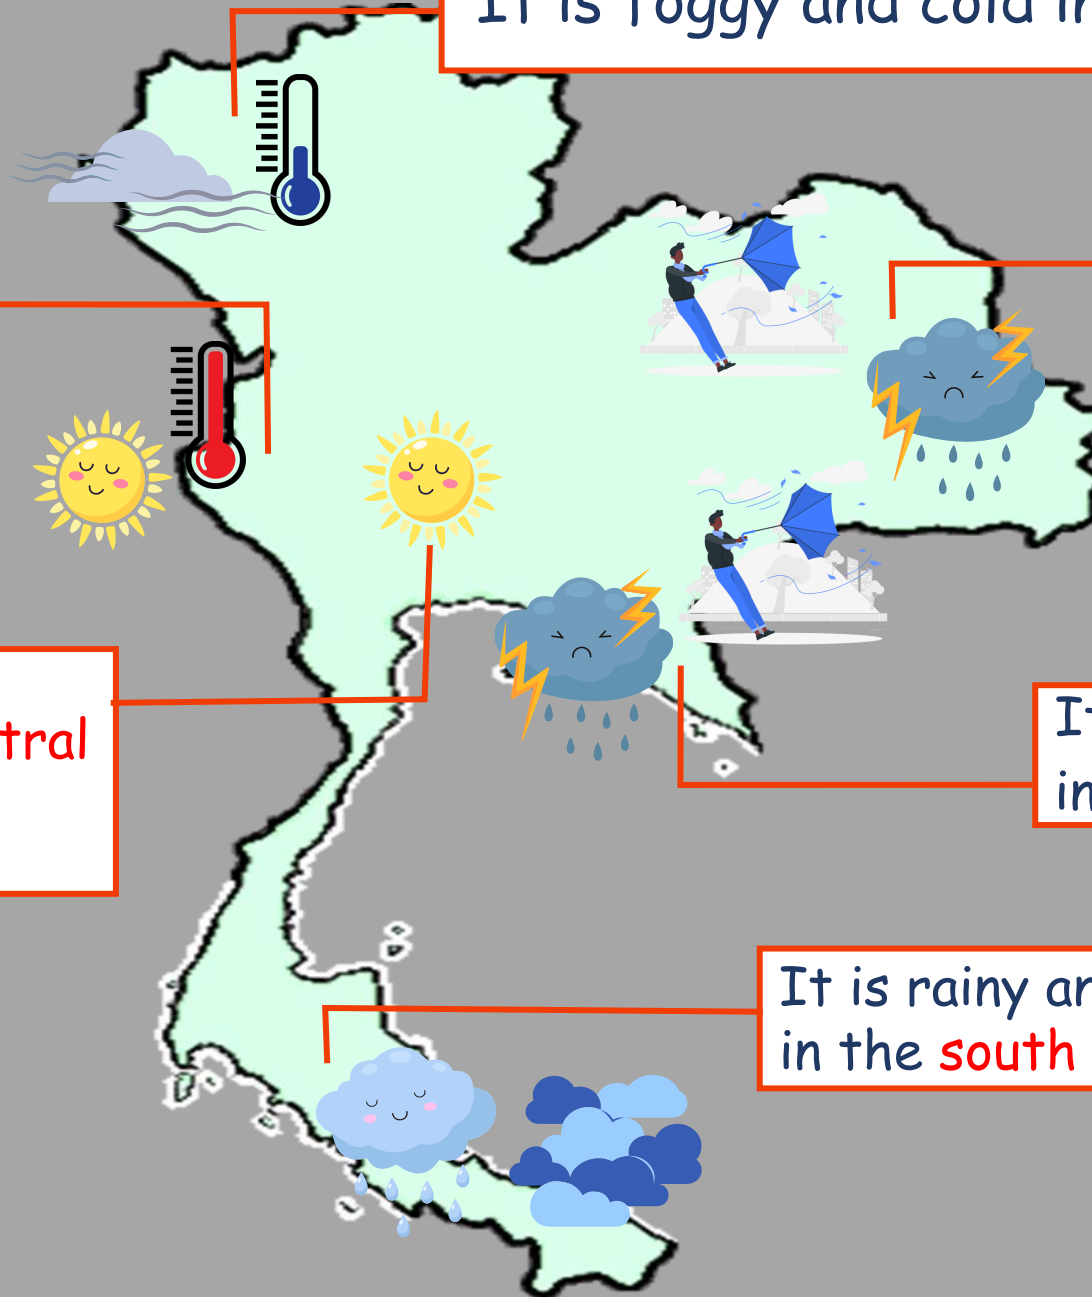 It is foggy and cold in
tral
It
in
It is rainy an
in the south